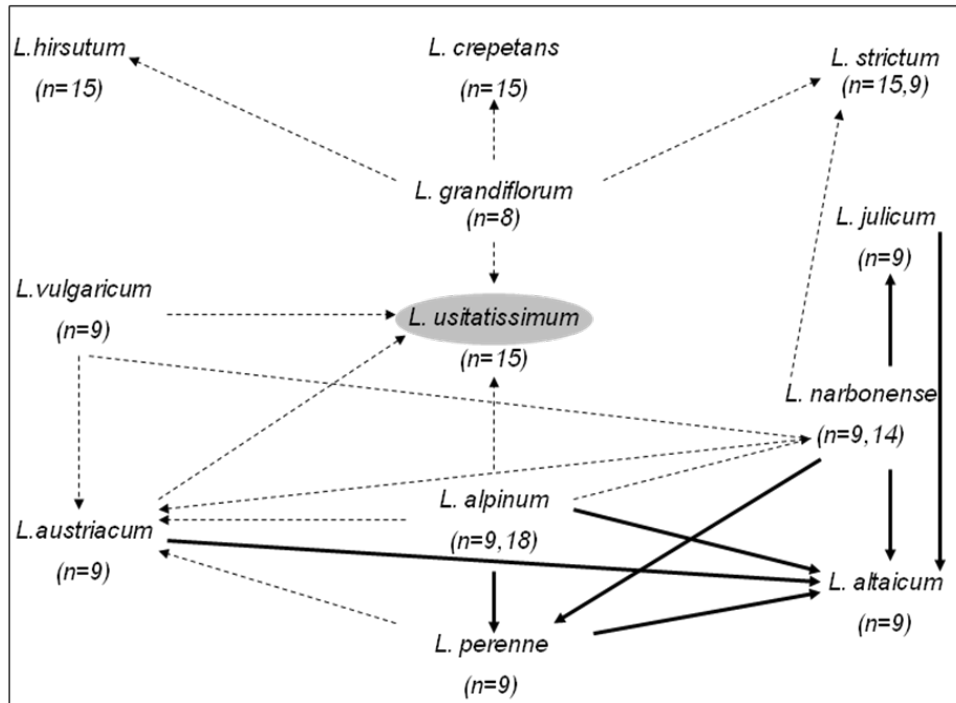 L.hirsutum
(n=15)
L. crepetans
(n=15)
L. strictum
(n=15,9)
L. grandiflorum
(n=8)
L. julicum
(n=9)
L.vulgaricum
(n=9)
L. usitatissimum
(n=15)
L. narbonense
(n=9,14)
L. alpinum
(n=9,18)
L.austriacum
(n=9)
L. altaicum
(n=9)
L. perenne
(n=9)